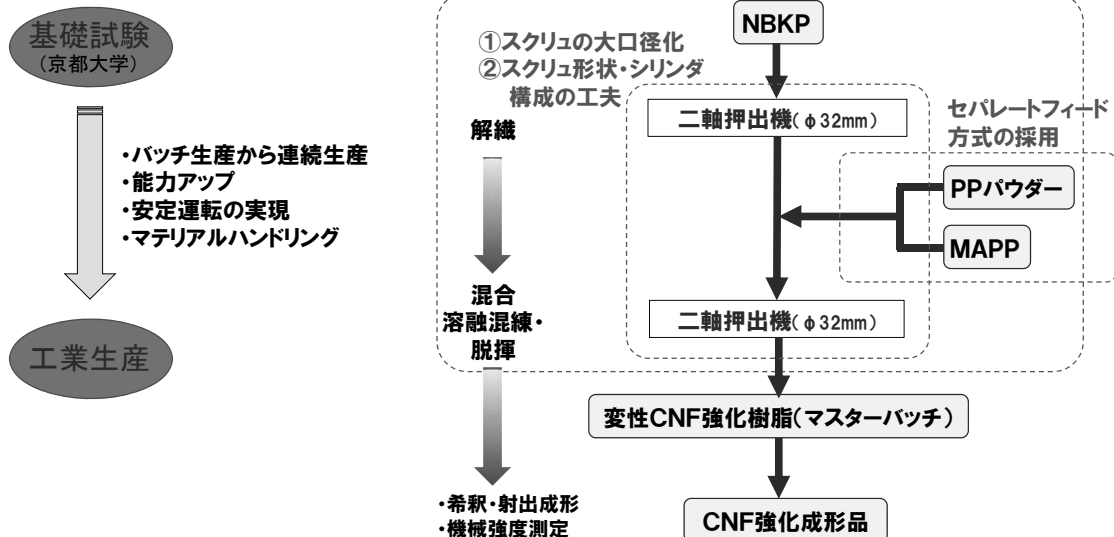 基礎試験
（京都大学）
・バッチ生産から連続生産
・能力アップ
・安定運転の実現
・マテリアルハンドリング
工業生産
①スクリュの大口径化
②スクリュ形状・シリンダ
構成の工夫
解繊
混合
溶融混練・
脱揮
・希釈・射出成形
・機械強度測定
NBKP
二軸押出機（φ32mm）
セパレートフィード
方式の採用
PPパウダー
MAPP
二軸押出機（φ32mm）
変性CNF強化樹脂（マスターバッチ）
CNF強化成形品